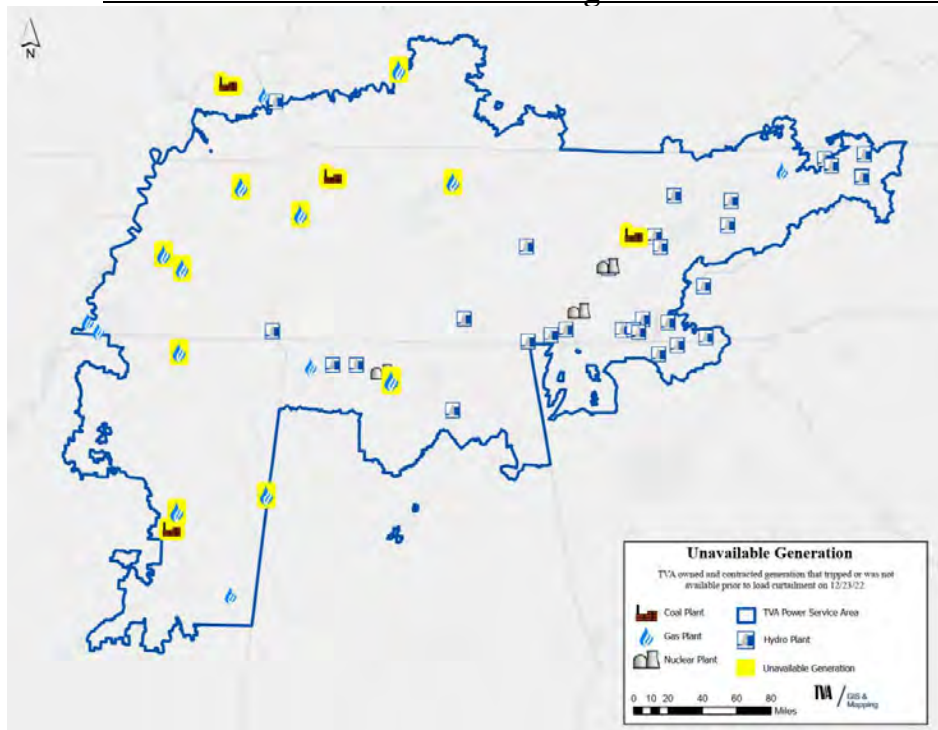 N
Unavailable Generation
TVA owned and contracted generation that tripped or was not
available prior to load curtailment on 12/23/22
Coal Plant
TVA Power Service Area
Gas Plant
Hydro Plant
Nuclear Plant
Unavailable Generation
0 10 20 40 60 80
Miles
TVA / GIS &
Mapping